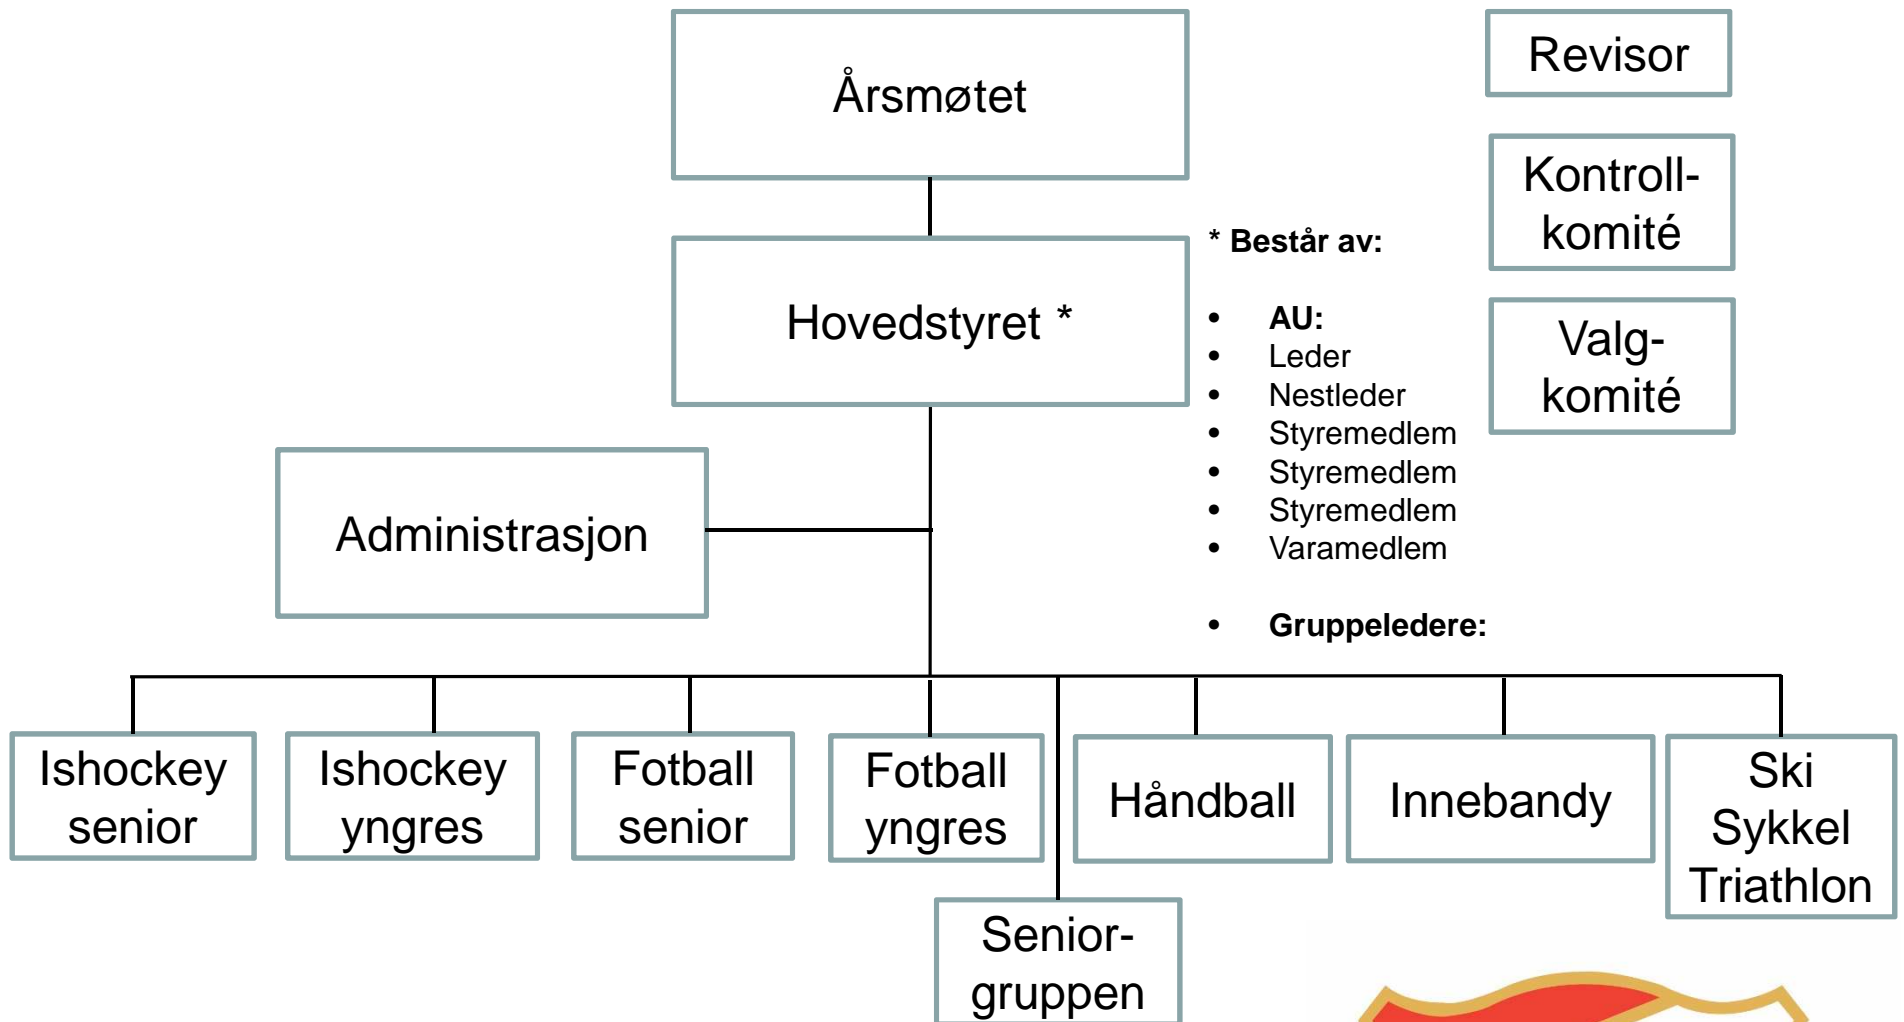 Årsmøtet
Revisor
Kontroll-
komité
Valg-
komité
Hovedstyret *
* Består av:
• AU:
• Leder
• Nestleder
• Styremedlem
• Styremedlem
• Styremedlem
• Varamedlem
• Gruppeledere:
Administrasjon
Ishockey
senior
Ishockey
yngres
Fotball
senior
Fotball
yngres
Håndball
Innebandy
Ski
Sykkel
Triathlon
Senior-
gruppen